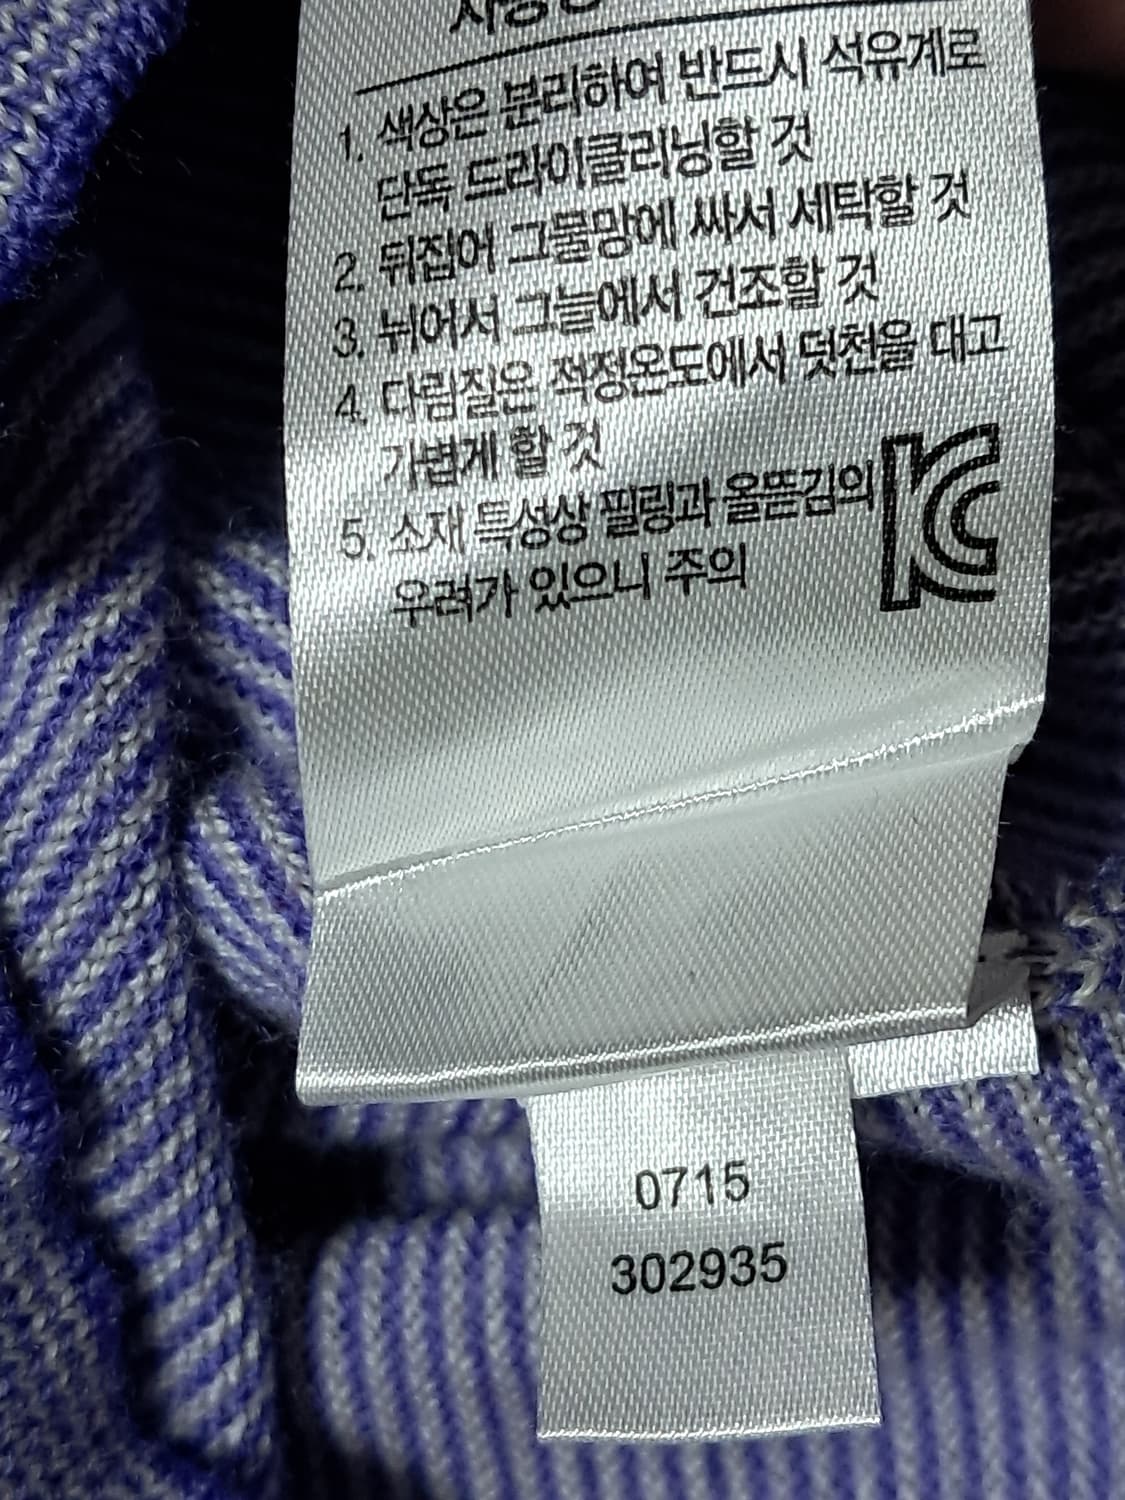 1. 색상은 분리하여 반드시 석유계로
단독 드라이클리닝할 것
2. 뒤집어 그물망에 싸서 세탁할 것
3. 뉘어서 그늘에서 건조할 것
4. 다림질은 적정온도에서 덧천을 대고
가볍게 할 것
5. 소재 특성상 필링과 올뜯김의
우려가 있으니 주의
KC
0715
302935